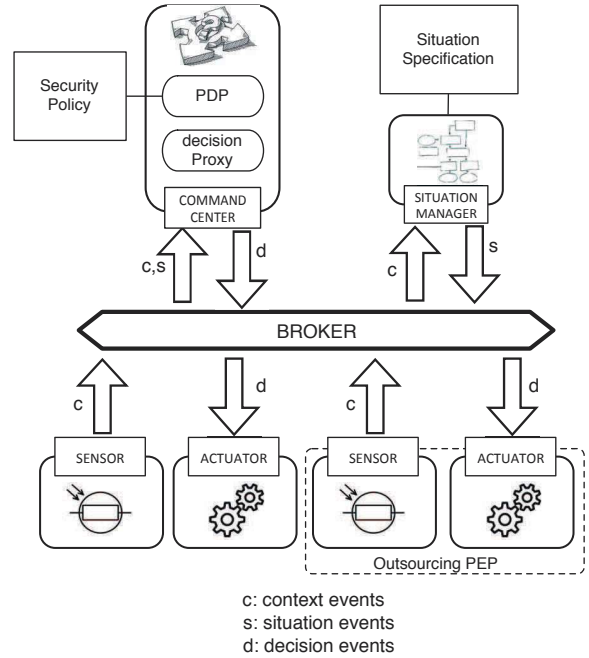 Security
Policy
PDP
decision
Proxy
COMMAND
CENTER
Situation
Specification
SITUATION
MANAGER
c,s
d
c
s
BROKER
c
d
c
d
SENSOR
ACTUATOR
SENSOR
ACTUATOR
Outsourcing PEP
c: context events
s: situation events
d: decision events